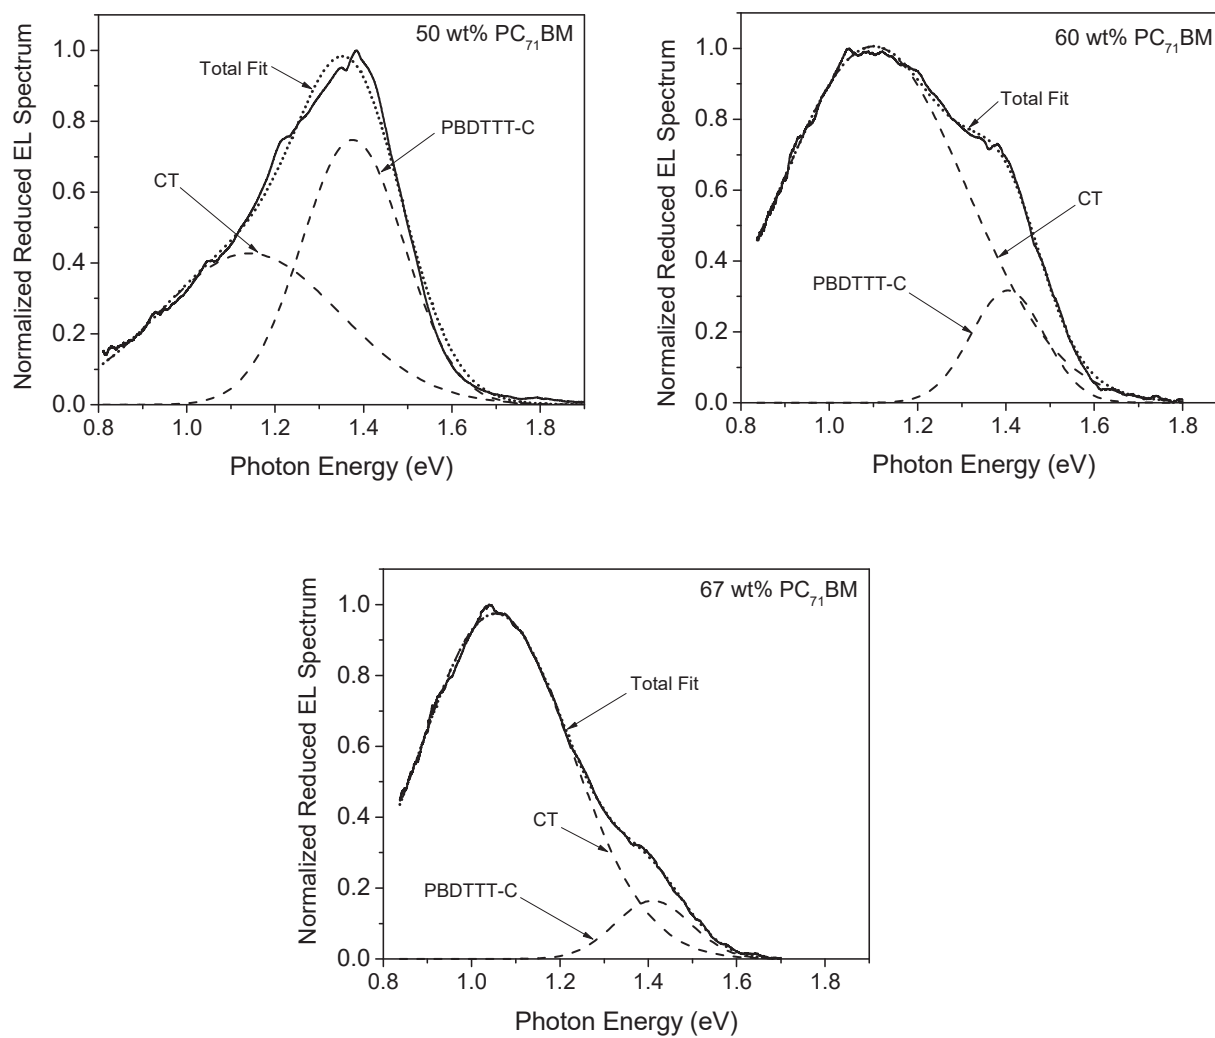 50 wt% PC71BM
Normalized Reduced EL Spectrum
1.0
0.8
0.6
0.4
0.2
0.0
Total Fit
PBDTTT-C
CT
0.8 1.0 1.2 1.4 1.6 1.8
Photon Energy (eV)
60 wt% PC71BM
Normalized Reduced EL Spectrum
1.0
0.8
0.6
0.4
0.2
0.0
Total Fit
CT
PBDTTT-C
0.8 1.0 1.2 1.4 1.6 1.8
Photon Energy (eV)
67 wt% PC71BM
Normalized Reduced EL Spectrum
1.0
0.8
0.6
0.4
0.2
0.0
Total Fit
CT
PBDTTT-C
0.8 1.0 1.2 1.4 1.6 1.8
Photon Energy (eV)